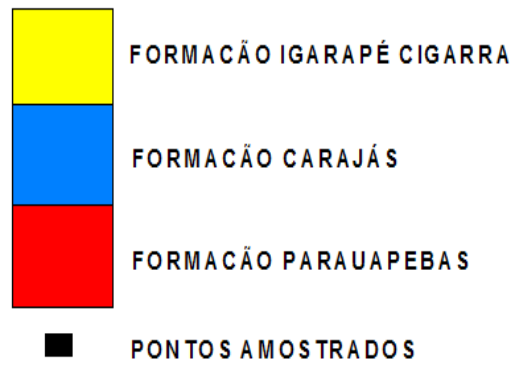 FORMACÃO IGARAPÉ CIGARRA
FORMACÃO CARAJÁS
FORMACÃO PARAUAPEBAS
PONTOS AMOSTRADOS